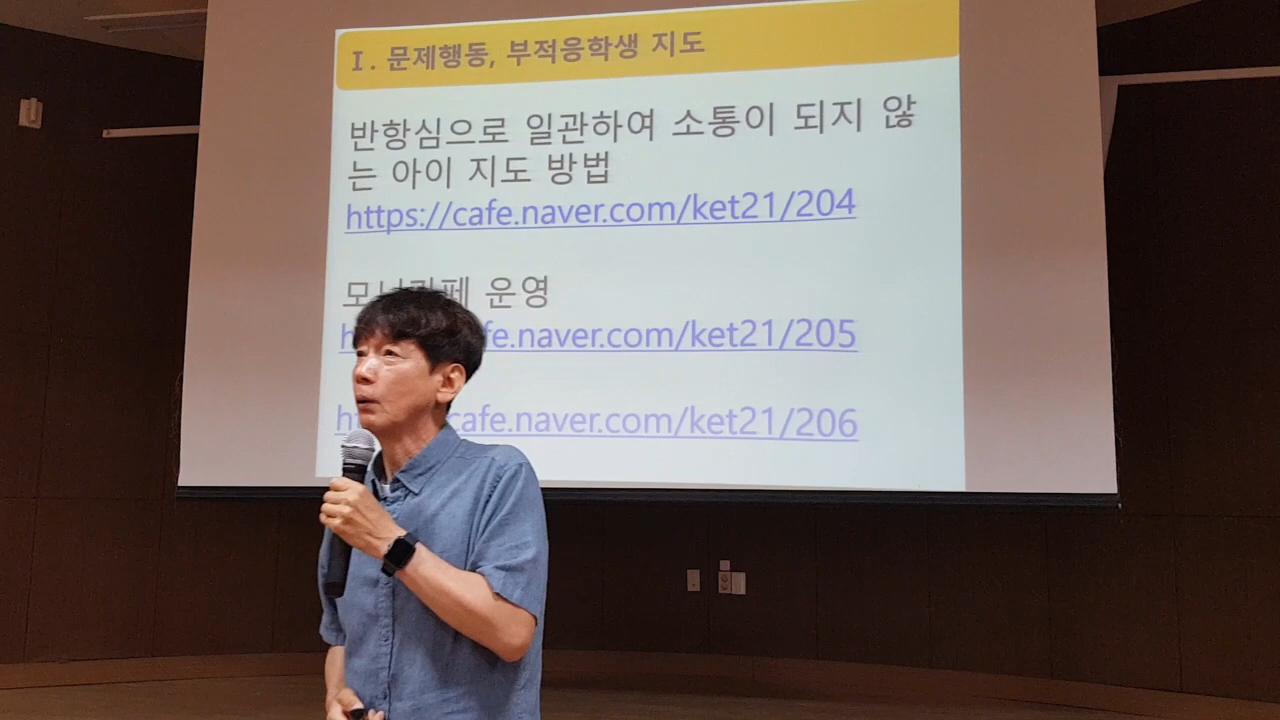 Ⅰ. 문제행동, 부적응학생 지도
반항심으로 일관하여 소통이 되지 않
는 아이 지도 방법
https://cafe.naver.com/ket21/204
운영
cafe.naver.com/ket21/205
cafe.naver.com/ket21/206